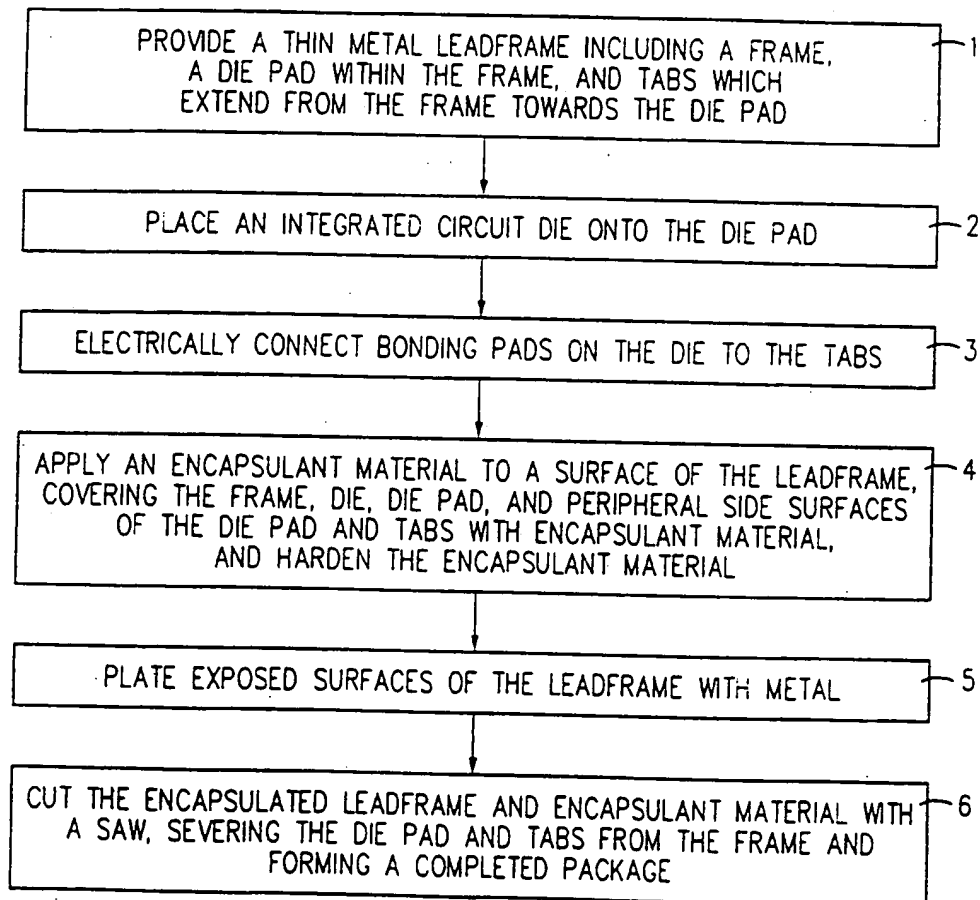 PROVIDE A THIN METAL LEADFRAME INCLUDING A FRAME,
A DIE PAD WITHIN THE FRAME, AND TABS WHICH
EXTEND FROM THE FRAME TOWARDS THE DIE PAD
1
PLACE AN INTEGRATED CIRCUIT DIE ONTO THE DIE PAD
2
ELECTRICALLY CONNECT BONDING PADS ON THE DIE TO THE TABS
3
APPLY AN ENCAPSULANT MATERIAL TO A SURFACE OF THE LEADFRAME,
COVERING THE FRAME, DIE, DIE PAD, AND PERIPHERAL SIDE SURFACES
OF THE DIE PAD AND TABS WITH ENCAPSULANT MATERIAL,
AND HARDEN THE ENCAPSULANT MATERIAL
4
PLATE EXPOSED SURFACES OF THE LEADFRAME WITH METAL
5
CUT THE ENCAPSULATED LEADFRAME AND ENCAPSULANT MATERIAL WITH
A SAW, SEVERING THE DIE PAD AND TABS FROM THE FRAME AND
FORMING A COMPLETED PACKAGE
6